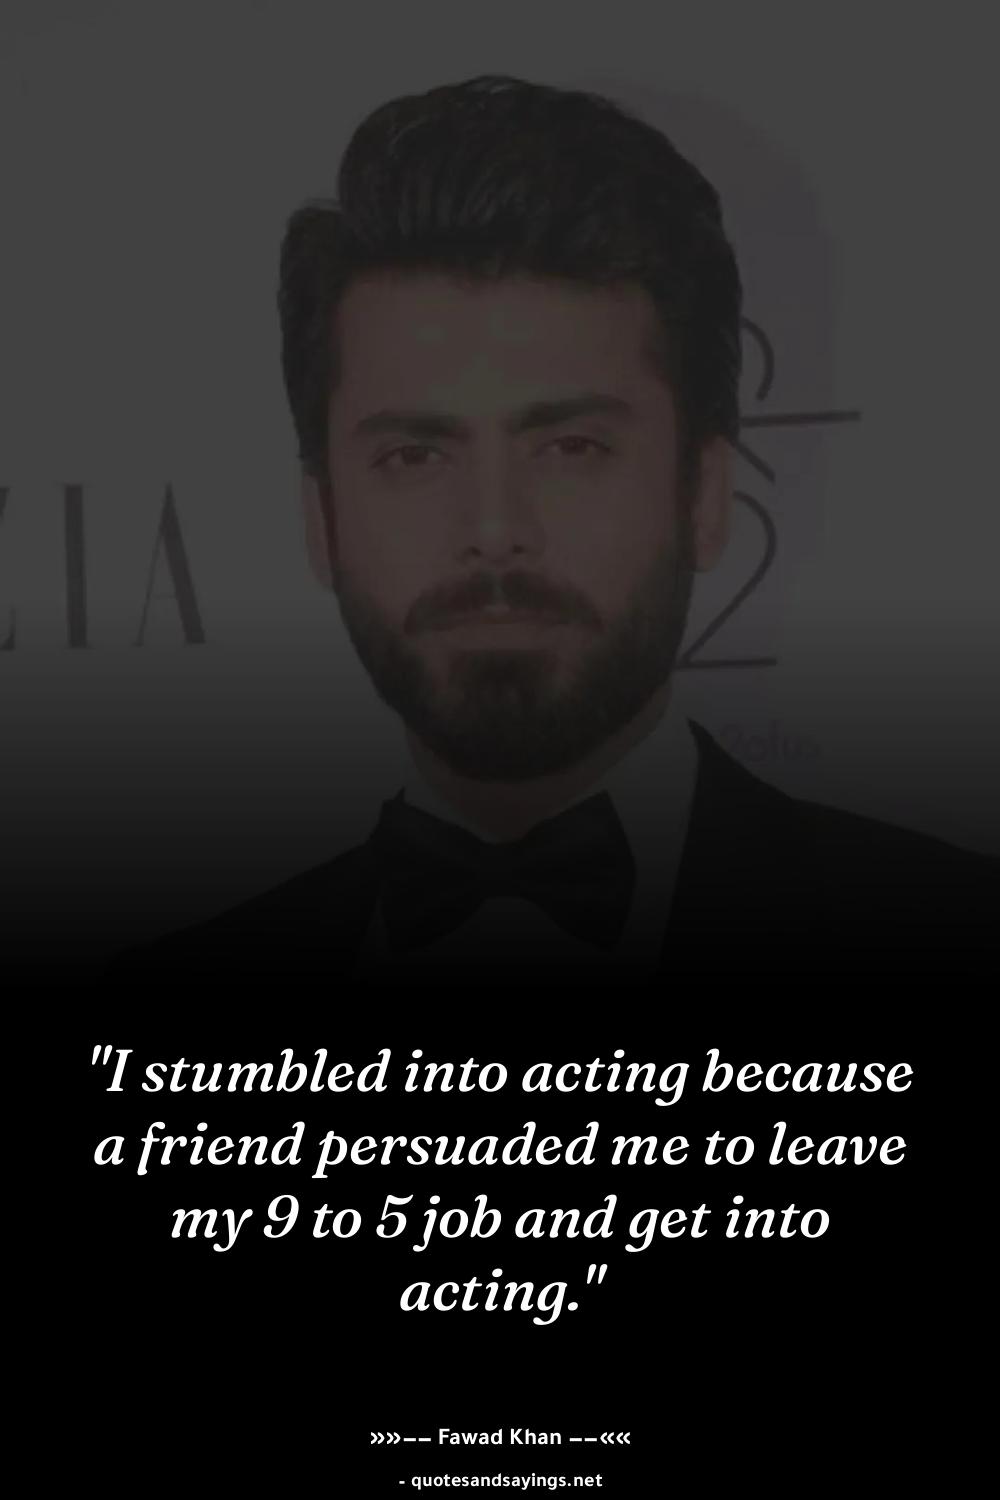 ZIA
"I stumbled into acting because
a friend persuaded me to leave
my 9 to 5 job and get into
acting."
»»−− Fawad Khan −−««
- quotesandsayings.net